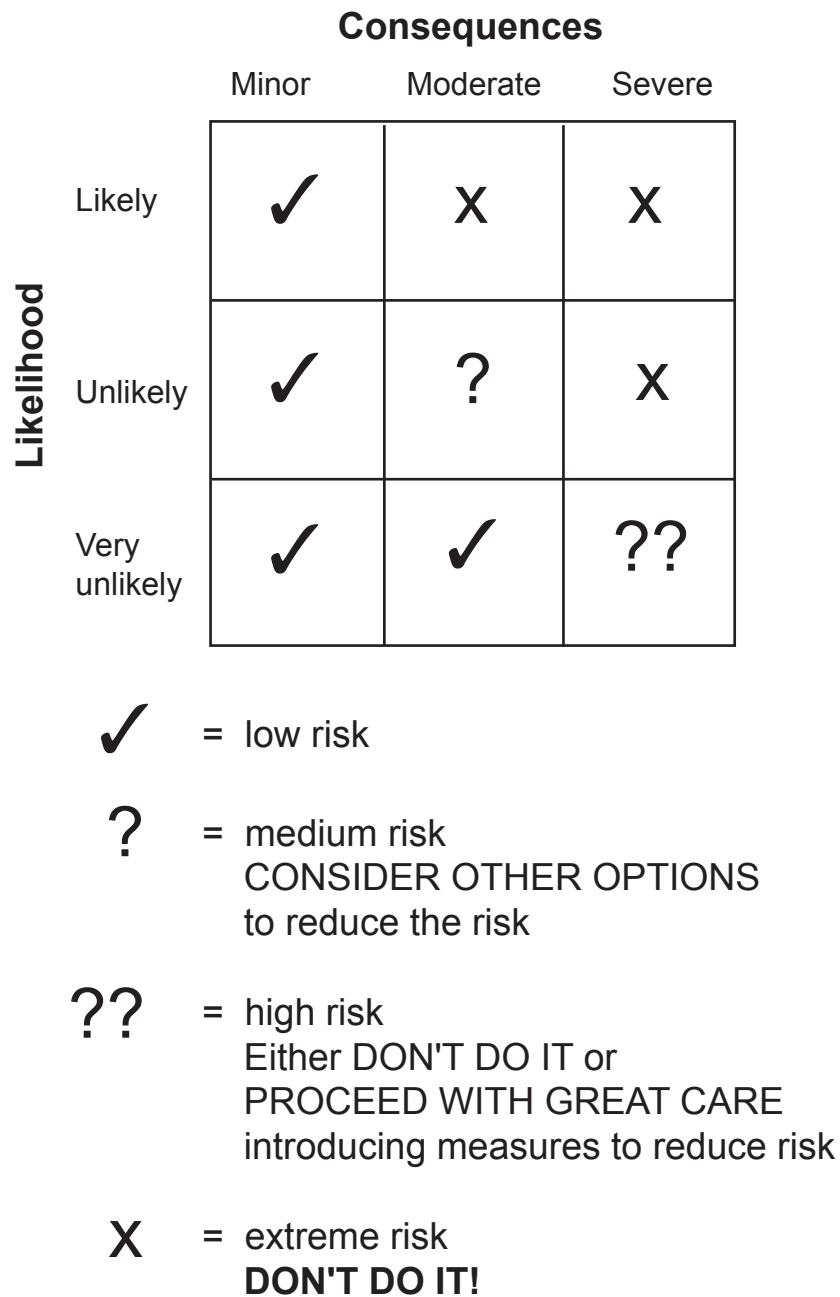 Consequences
Minor Moderate Severe
Likelihood
Likely ✓ x x
Unlikely ✓ ? x
Very
unlikely ✓ ✓ ??
✓ = low risk
? = medium risk
CONSIDER OTHER OPTIONS
to reduce the risk
?? = high risk
Either DON'T DO IT or
PROCEED WITH GREAT CARE
introducing measures to reduce risk
x = extreme risk
DON'T DO IT!